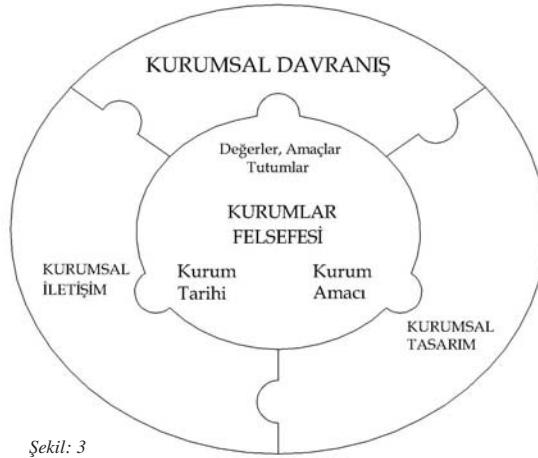 KURUMSAL DAVRANIŞ
Değerler, Amaçlar
Tutumlar
KURUMLAR
FELSEFESİ
KURUMSAL
İLETİŞİM
Kurum
Tarihi
Kurum
Amacı
KURUMSAL
TASARIM
Şekil: 3